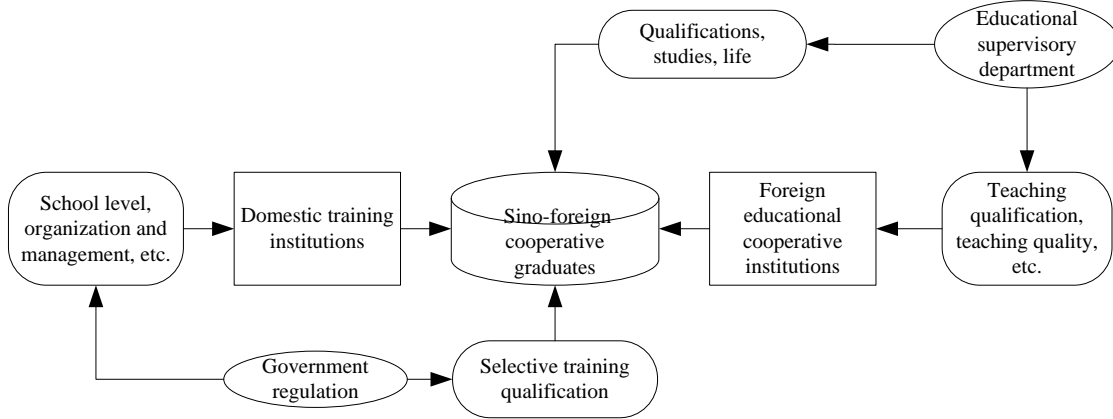 Qualifications,
studies, life
Educational
supervisory
department
School level,
organization and
management, etc.
Domestic training
institutions
Sino-foreign
cooperative
graduates
Foreign
educational
cooperative
institutions
Teaching
qualification,
teaching quality,
etc.
Government
regulation
Selective training
qualification